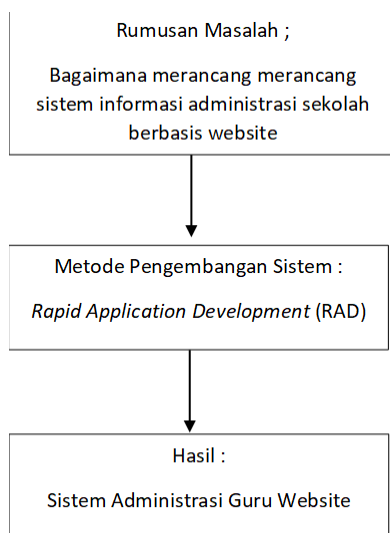 Rumusan Masalah ;
Bagaimana merancang merancang
sistem informasi administrasi sekolah
berbasis website
Metode Pengembangan Sistem :
Rapid Application Development (RAD)
Hasil :
Sistem Administrasi Guru Website